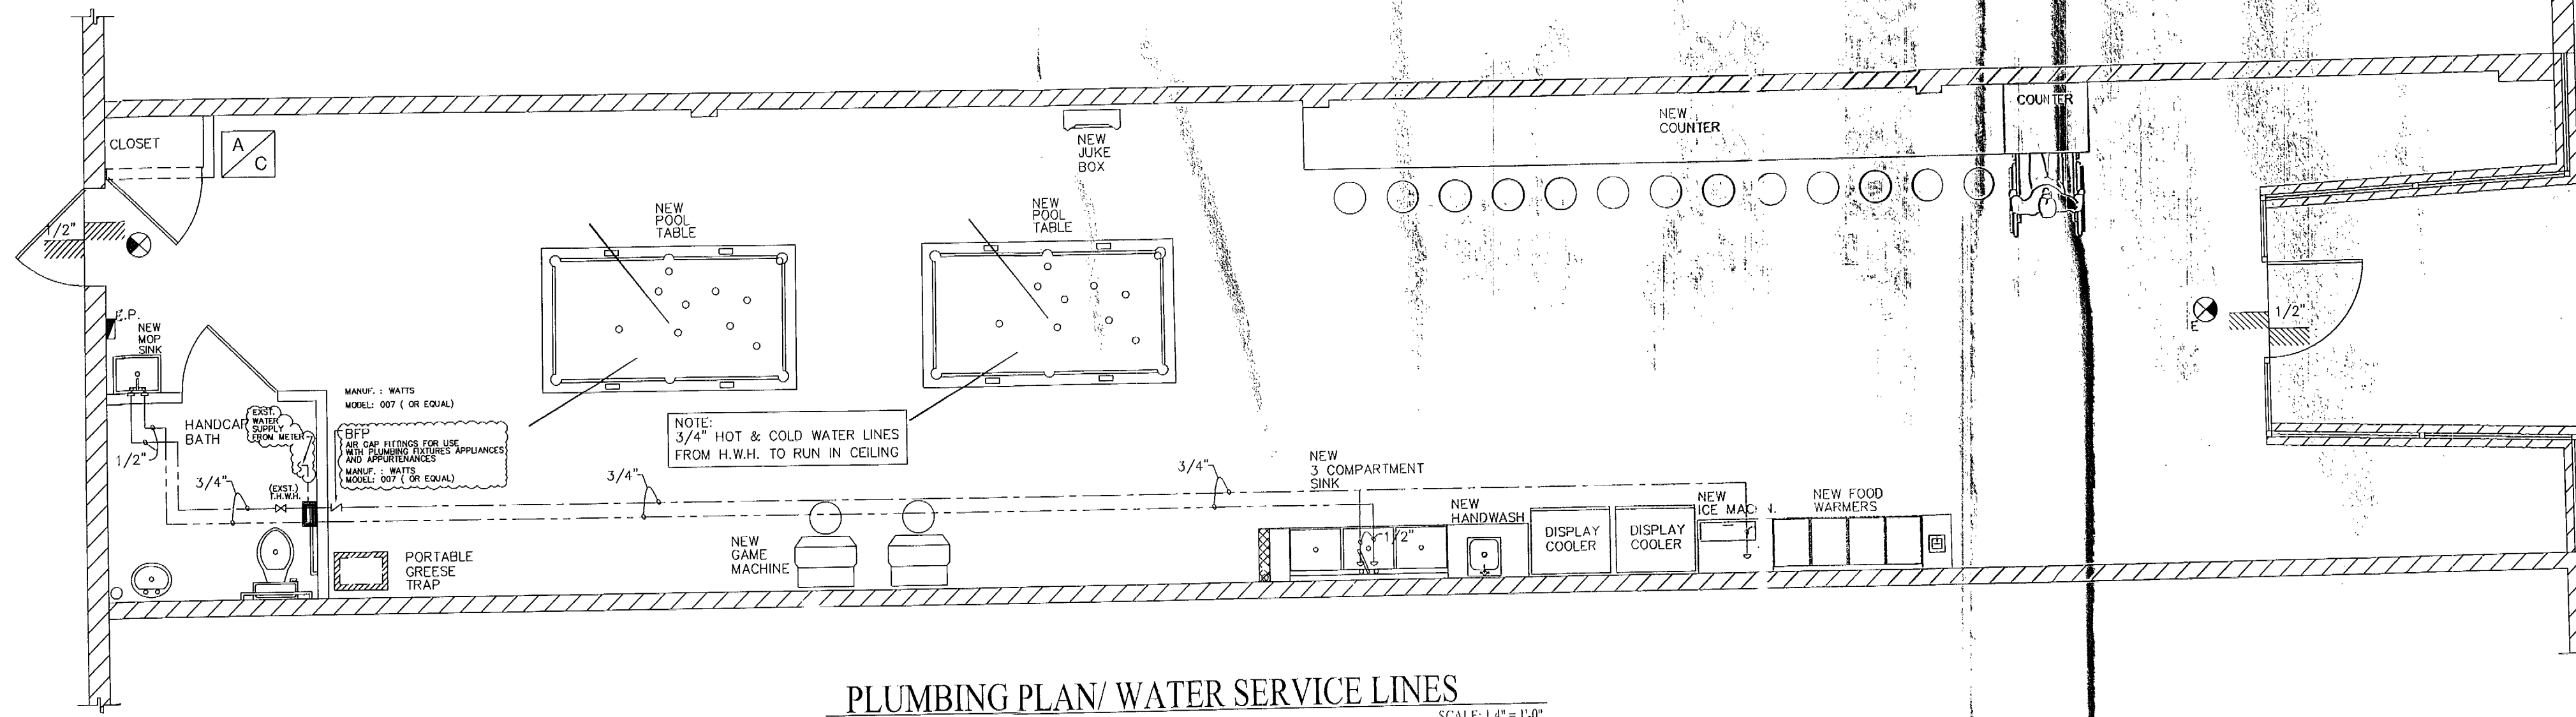 CLOSET
A
C
NEW
JUKE
BOX
NEW
COUNTER
COUNTER
NEW
POOL
TABLE
NEW
POOL
TABLE
1/2"
E.P.
NEW
MOP
SINK
E
1/2"
HANDCAP
BATH
EXST.
WATER
SUPPLY
FROM METER
MANUF. : WATTS
MODEL: 007 ( OR EQUAL)
BFP
AIR GAP FITTINGS FOR USE
WITH PLUMBING FIXTURES APPLIANCES
AND APPURTENANCES
MANUF. : WATTS
MODEL: 007 ( OR EQUAL)
NOTE:
3/4" HOT & COLD WATER LINES
FROM H.W.H. TO RUN IN CEILING
1/2"
3/4"
(EXST.)
T.H.W.H.
3/4"
3/4"
NEW
3 COMPARTMENT
SINK
NEW
HANDWASH
NEW
ICE MACHIN.
NEW FOOD
WARMERS
1/2"
DISPLAY
COOLER
DISPLAY
COOLER
PORTABLE
GREESE
TRAP
NEW
GAME
MACHINE
PLUMBING PLAN/ WATER SERVICE LINES
SCALE: 1.4" = 1'-0"